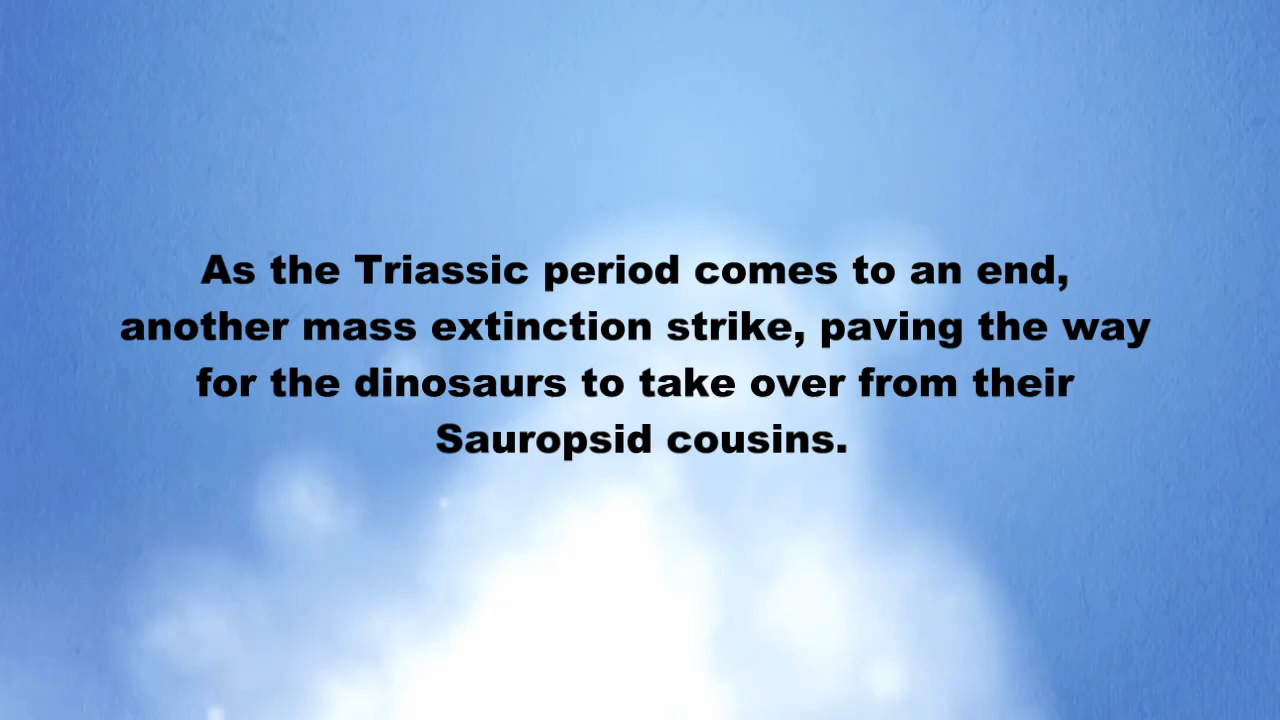 As the Triassic period comes to an end,
another mass extinction strike, paving the way
for the dinosaurs to take over from their
Sauropsid cousins.